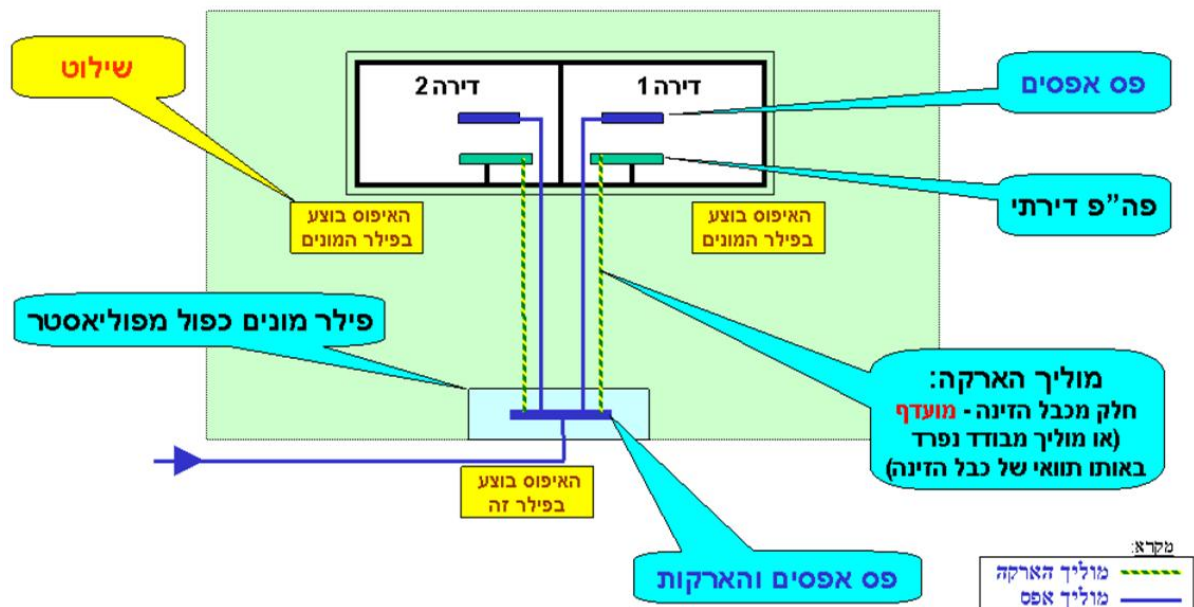 שילוט
דירה 2
דירה 1
פס אפסים
פה"פ דירתי
האיפוס בוצע
בפילר המונים
האיפוס בוצע
בפילר המונים
פילר מונים כפול מפוליאסטר
מוליך הארקה:
חלק מכבל הזינה - מועדף
(או מוליך מבודד נפרד
באותו תוואי של כבל הזינה)
האיפוס בוצע
בפילר זה
פס אפסים והארקות
מקרא:
מוליך הארקה
מוליך אפס